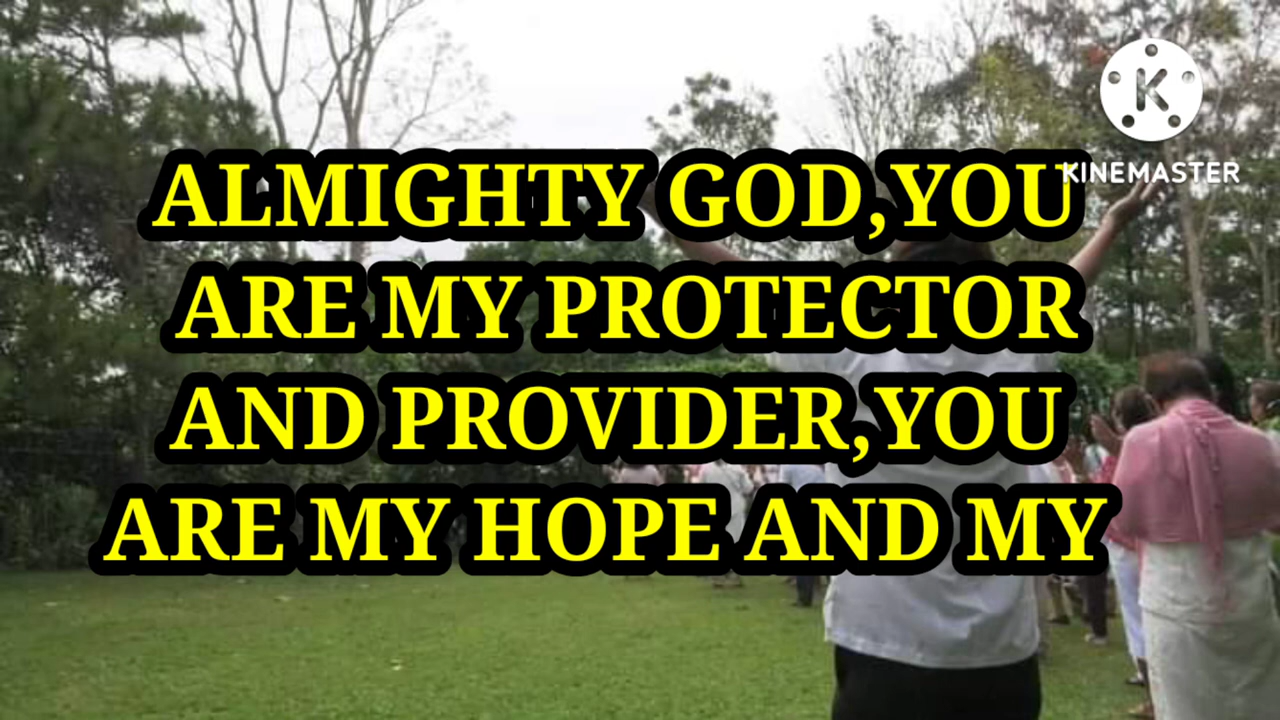 K
KINEMASTER
ALMIGHTY GOD,YOU
ARE MY PROTECTOR
AND PROVIDER,YOU
ARE MY HOPE AND MY